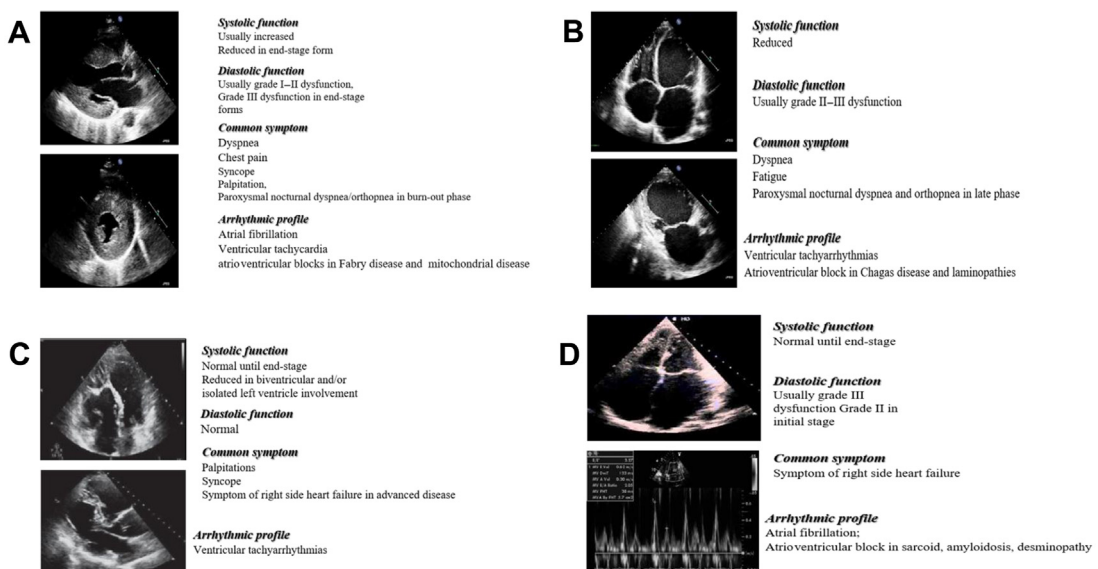 A
Systolic function
Usually increased
Reduced in end-stage form
Diastolic function
Usually grade I–II dysfunction,
Grade III dysfunction in end-stage
forms
Common symptom
Dyspnea
Chest pain
Syncope
Palpitation,
Paroxysmal nocturnal dyspnea/orthopnea in burn-out phase
Arrhythmic profile
Atrial fibrillation
Ventricular tachycardia
atrioventricular blocks in Fabry disease and mitochondrial disease
B
Systolic function
Reduced
Diastolic function
Usually grade II–III dysfunction
Common symptom
Dyspnea
Fatigue
Paroxysmal nocturnal dyspnea and orthopnea in late phase
Arrhythmic profile
Ventricular tachyarrhythmias
Atrioventricular block in Chagas disease and laminopathies
C
Systolic function
Normal until end-stage
Reduced in biventricular and/or
isolated left ventricle involvement
Diastolic function
Normal
Common symptom
Palpitations
Syncope
Symptom of right side heart failure in advanced disease
Arrhythmic profile
Ventricular tachyarrhythmias
D
Systolic function
Normal until end-stage
Diastolic function
Usually grade III
dysfunction Grade II in
initial stage
Common symptom
Symptom of right side heart failure
Arrhythmic profile
Atrial fibrillation;
Atrioventricular block in sarcoid, amyloidosis, desminopathy